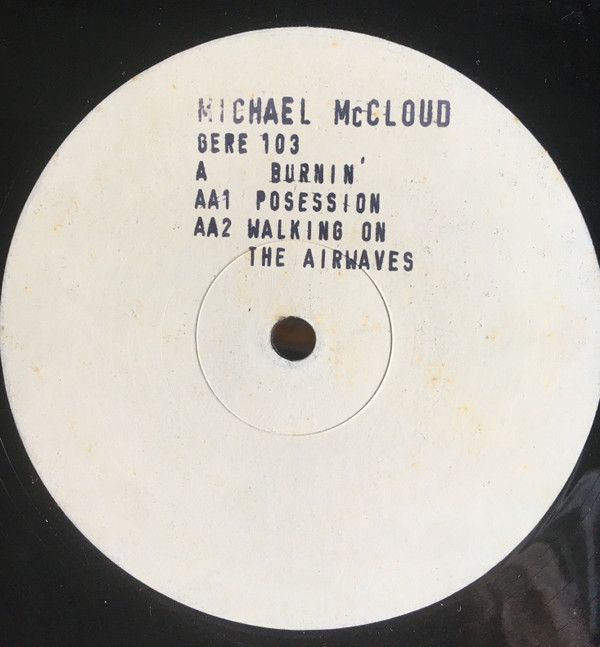 MICHAEL McCLOUD
GERE 103
A BURNIN'
AA1 POSESSION
AA2 WALKING ON
THE AIRWAVES